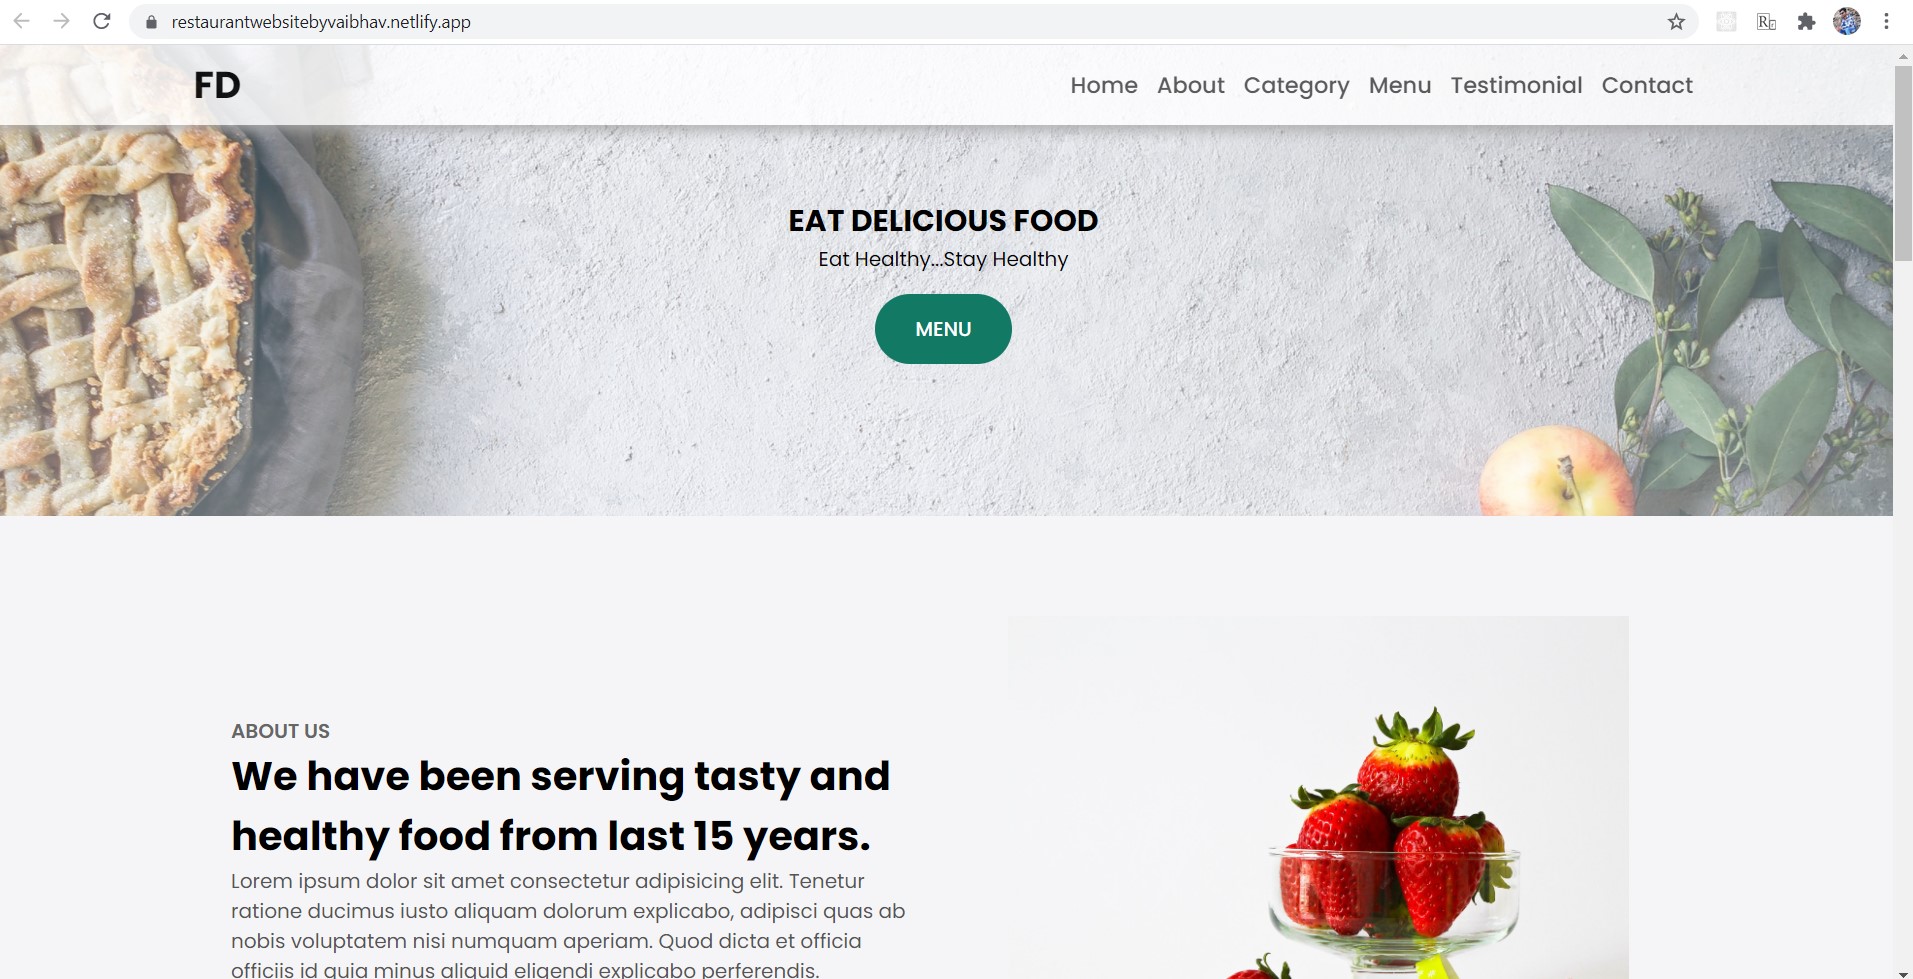 restaurantwebsitebyvaibhav.netlify.app
FD
Home About Category Menu Testimonial Contact
EAT DELICIOUS FOOD
Eat Healthy...Stay Healthy
MENU
ABOUT US
We have been serving tasty and
healthy food from last 15 years.
Lorem ipsum dolor sit amet consectetur adipisicing elit. Tenetur
ratione ducimus iusto aliquam dolorum explicabo, adipisci quas ab
nobis voluptatem nisi numquam aperiam. Quod dicta et officia
officiis id quia minus aliquid eligendi explicabo perferendis.